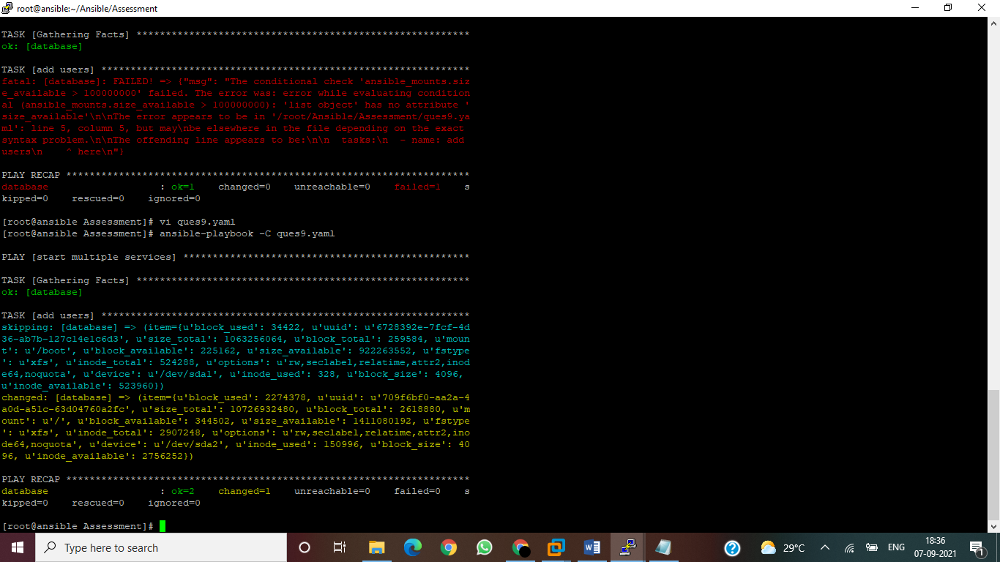 root@ansible:~/Ansible/Assessment
TASK [Gathering Facts] *********************************************************
ok: [database]
TASK [add users] ***************************************************************
fatal: [database]: FAILED! => {"msg": "The conditional check 'ansible_mounts.siz
e_available > 100000000' failed. The error was: error while evaluating condition
al (ansible_mounts.size_available > 100000000): 'list object' has no attribute '
size_available'\n\nThe error appears to be in '/root/Ansible/Assessment/ques9.ya
ml': line 5, column 5, but may\nbe elsewhere in the file depending on the exact
syntax problem.\n\nThe offending line appears to be:\n\n  tasks:\n  - name: add
users\n    ^ here\n"}
PLAY RECAP *********************************************************************
database                   : ok=1    changed=0    unreachable=0    failed=1    s
kipped=0    rescued=0    ignored=0
[root@ansible Assessment]# vi ques9.yaml
[root@ansible Assessment]# ansible-playbook -C ques9.yaml
PLAY [start multiple services] *************************************************
TASK [Gathering Facts] *********************************************************
ok: [database]
TASK [add users] ***************************************************************
skipping: [database] => (item={u'block_used': 34422, u'uuid': u'6728392e-7fcf-4d
36-ab7b-127c14e1c6d3', u'size_total': 1063256064, u'block_total': 259584, u'moun
t': u'/boot', u'block_available': 225162, u'size_available': 922263552, u'fstype
': u'xfs', u'inode_total': 524288, u'options': u'rw,seclabel,relatime,attr2,inod
e64,noquota', u'device': u'/dev/sda1', u'inode_used': 328, u'block_size': 4096,
u'inode_available': 523960})
changed: [database] => (item={u'block_used': 2274378, u'uuid': u'709f6bf0-aa2a-4
a0d-a51c-63d04760a2fc', u'size_total': 10726932480, u'block_total': 2618880, u'm
ount': u'/', u'block_available': 344502, u'size_available': 1411080192, u'fstype
': u'xfs', u'inode_total': 2907248, u'options': u'rw,seclabel,relatime,attr2,ino
de64,noquota', u'device': u'/dev/sda2', u'inode_used': 150996, u'block_size': 40
96, u'inode_available': 2756252})
PLAY RECAP *********************************************************************
database                   : ok=2    changed=1    unreachable=0    failed=0    s
kipped=0    rescued=0    ignored=0
[root@ansible Assessment]#
Type here to search
29°C
ENG
18:36
07-09-2021
1